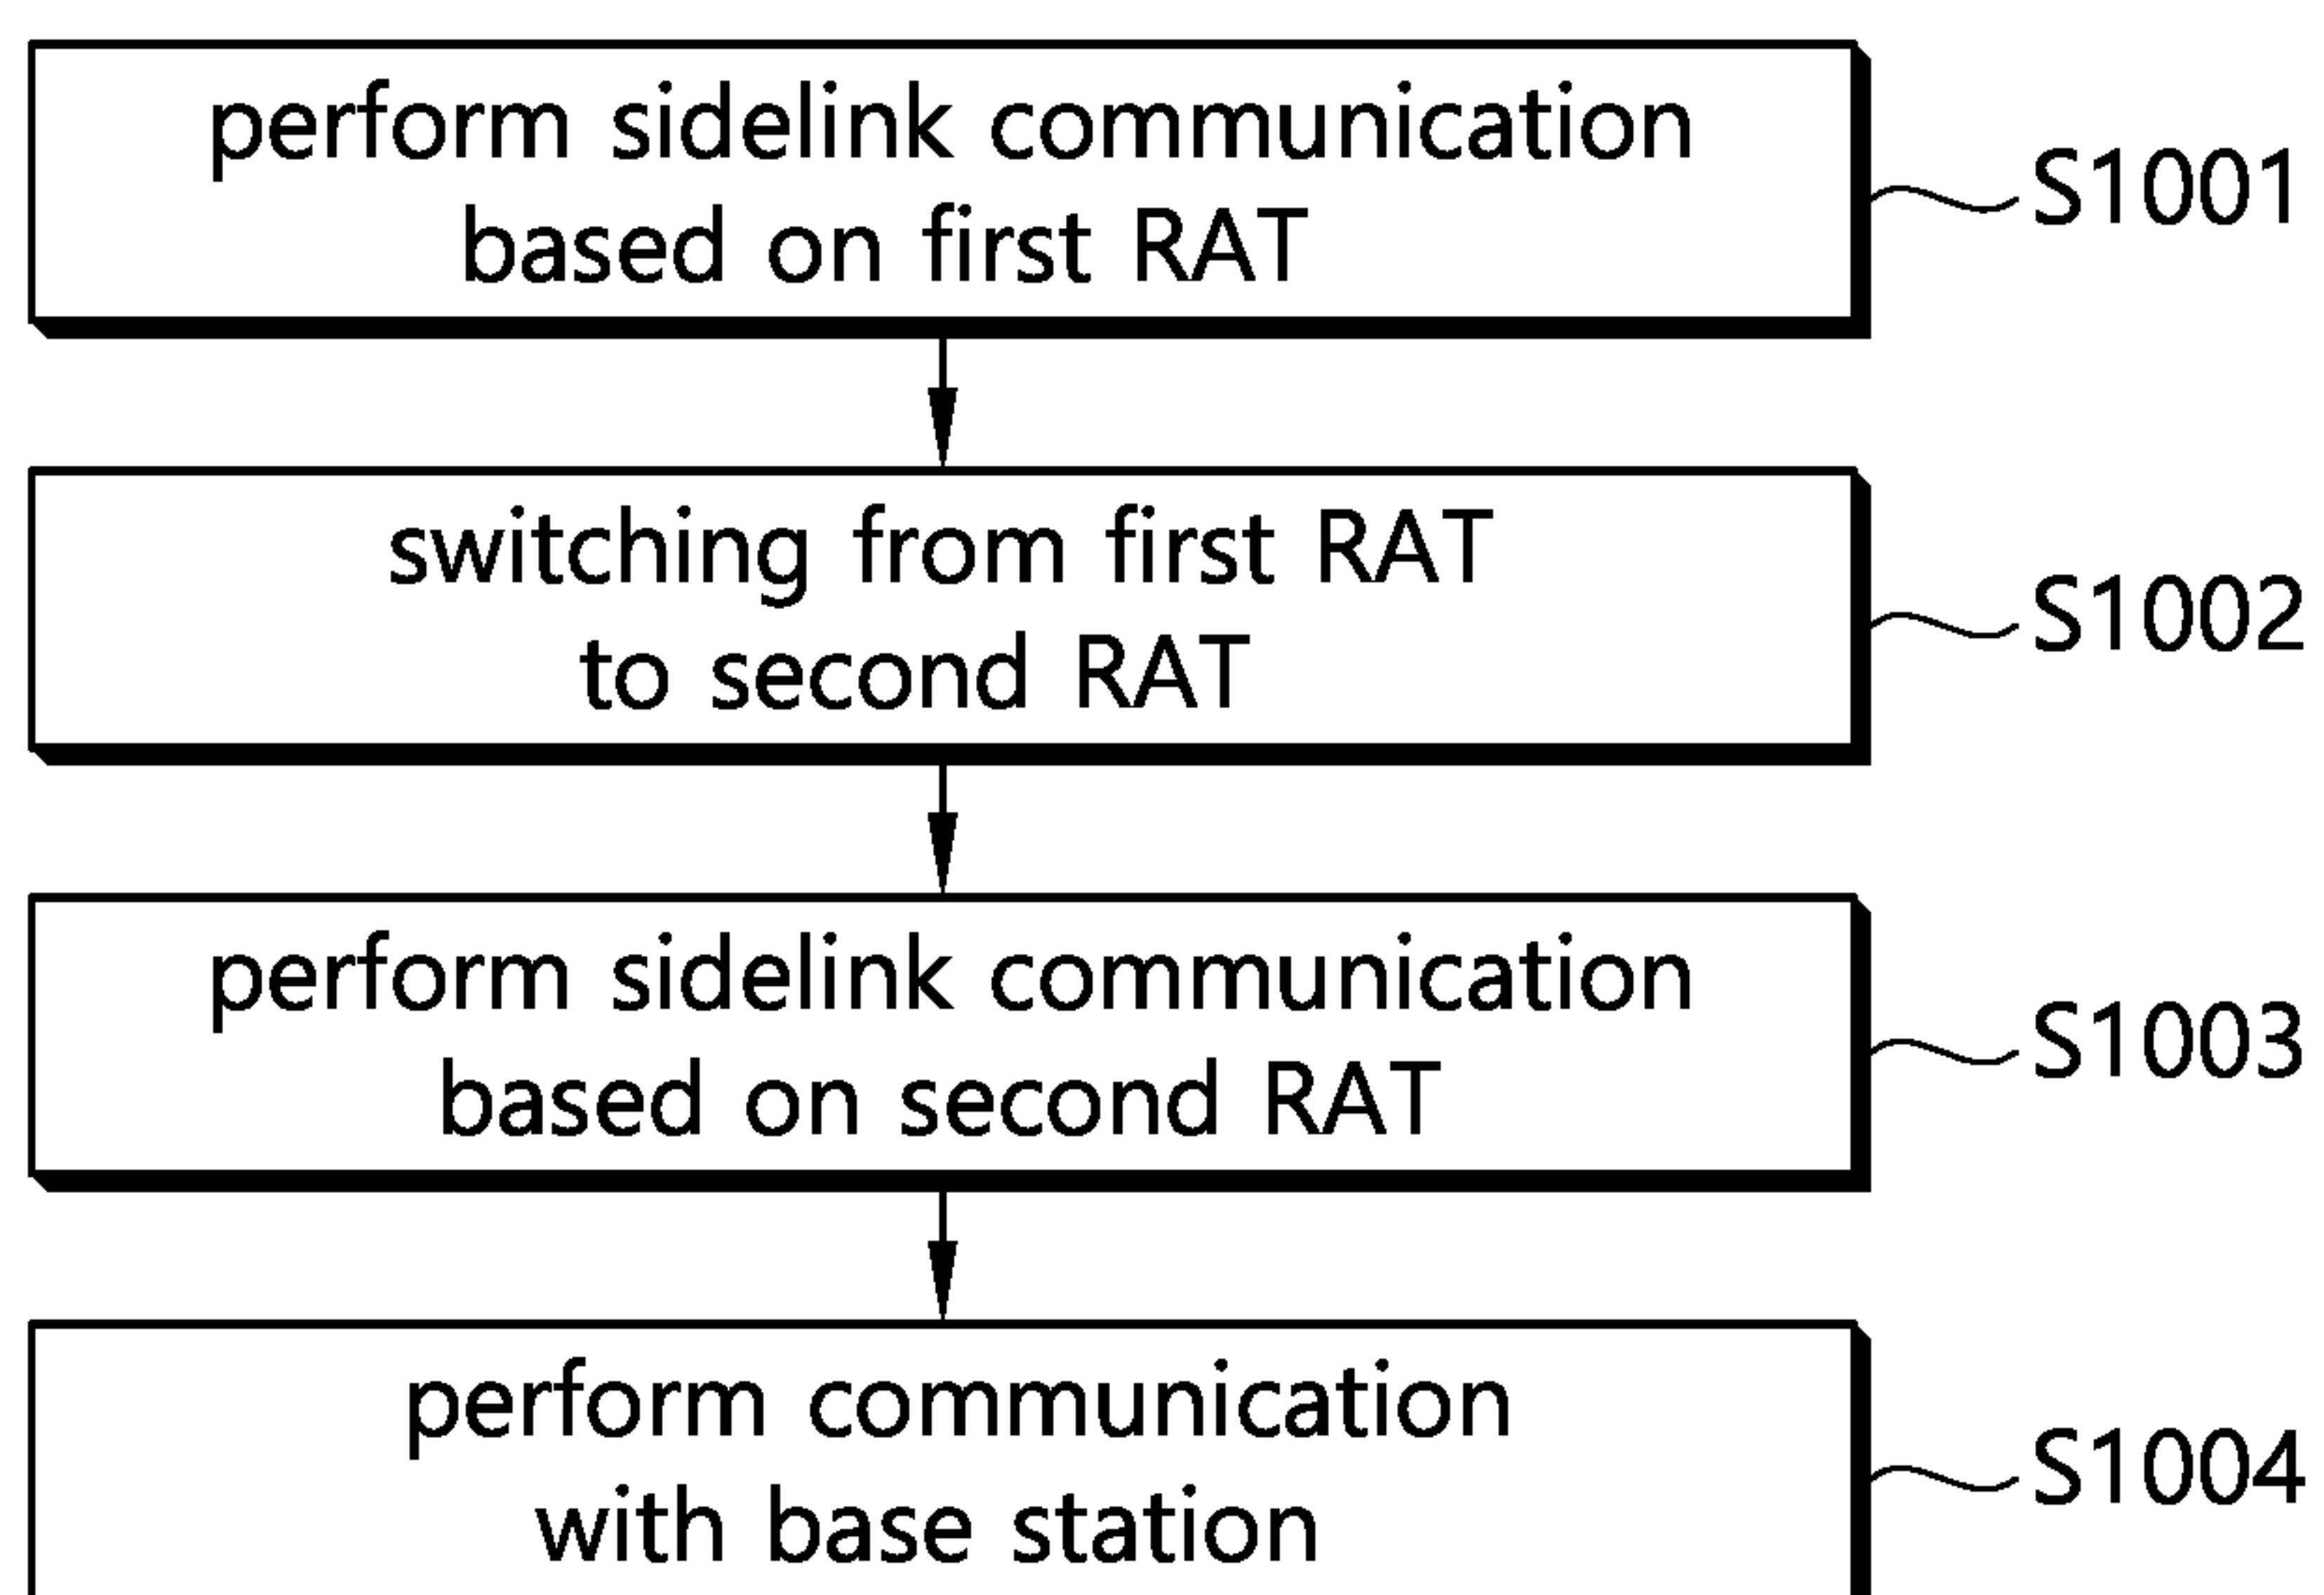 perform sidelink communication
based on first RAT
S1001
switching from first RAT
to second RAT
S1002
perform sidelink communication
based on second RAT
S1003
perform communication
with base station
S1004